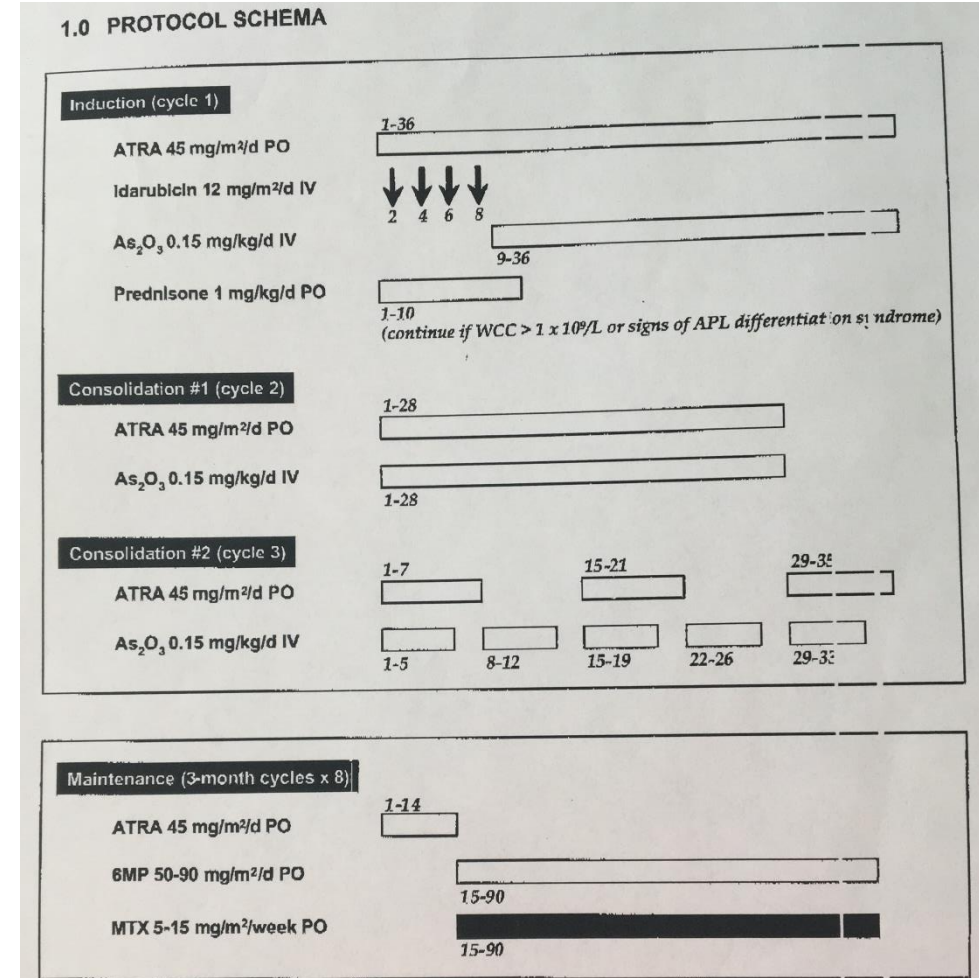 1.0 PROTOCOL SCHEMA
Induction (cycle 1)
1-36
ATRA 45 mg/m²/d PO
Idarubicin 12 mg/m²/d IV
2 4 6 8
As₂O₃ 0.15 mg/kg/d IV
9-36
Prednisone 1 mg/kg/d PO
1-10
(continue if WCC > 1 x 10⁹/L or signs of APL differentiation syndrome)
Consolidation #1 (cycle 2)
1-28
ATRA 45 mg/m²/d PO
As₂O₃ 0.15 mg/kg/d IV
1-28
Consolidation #2 (cycle 3)
1-7 15-21 29-35
ATRA 45 mg/m²/d PO
As₂O₃ 0.15 mg/kg/d IV
1-5 8-12 15-19 22-26 29-33
Maintenance (3-month cycles x 8)
1-14
ATRA 45 mg/m²/d PO
6MP 50-90 mg/m²/d PO
15-90
MTX 5-15 mg/m²/week PO
15-90